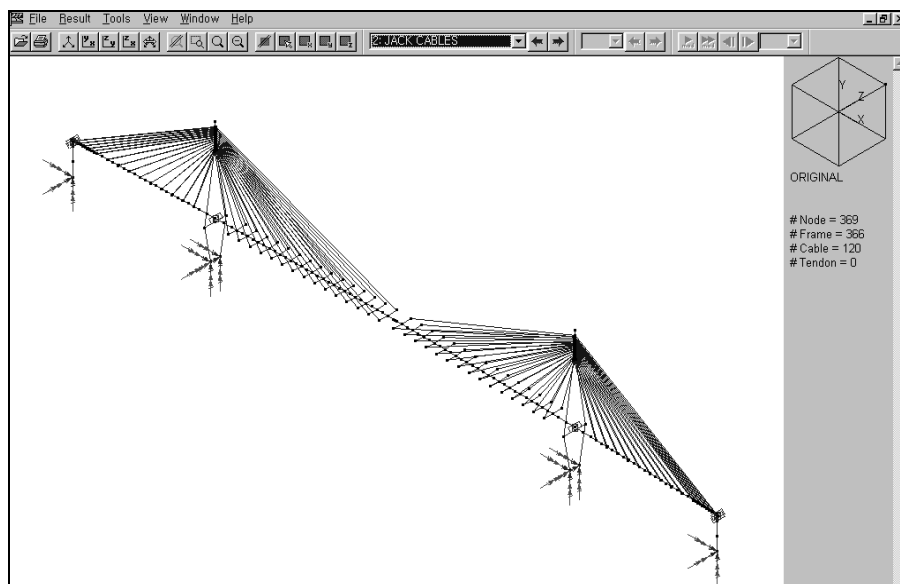 File Result Tools View Window Help
2: JACK CABLES
Y
Z
X
ORIGINAL
# Node = 369
# Frame = 366
# Cable = 120
# Tendon = 0